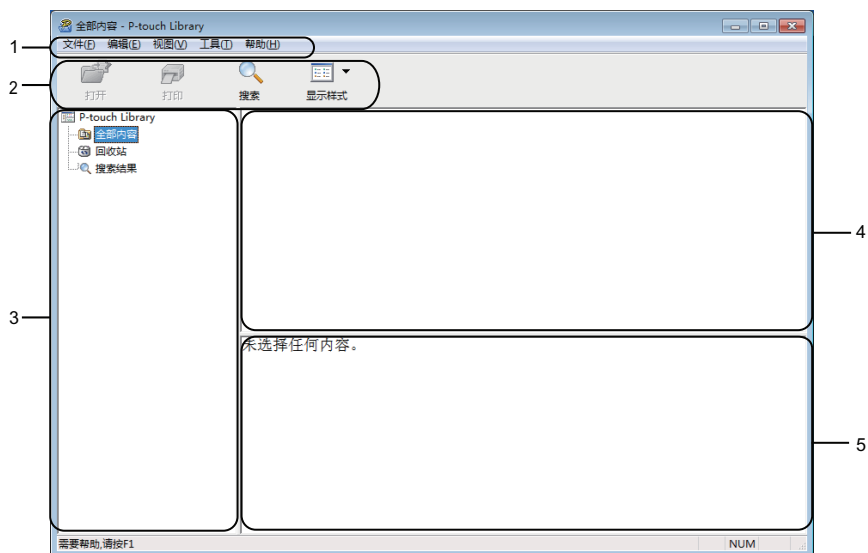 全部内容 - P-touch Library
1
文件(F) 编辑(E) 视图(V) 工具(T) 帮助(H)
2
打开 打印 搜索 显示样式
P-touch Library
全部内容
回收站
搜索结果
3
4
未选择任何内容。
5
需要帮助,请按F1 NUM